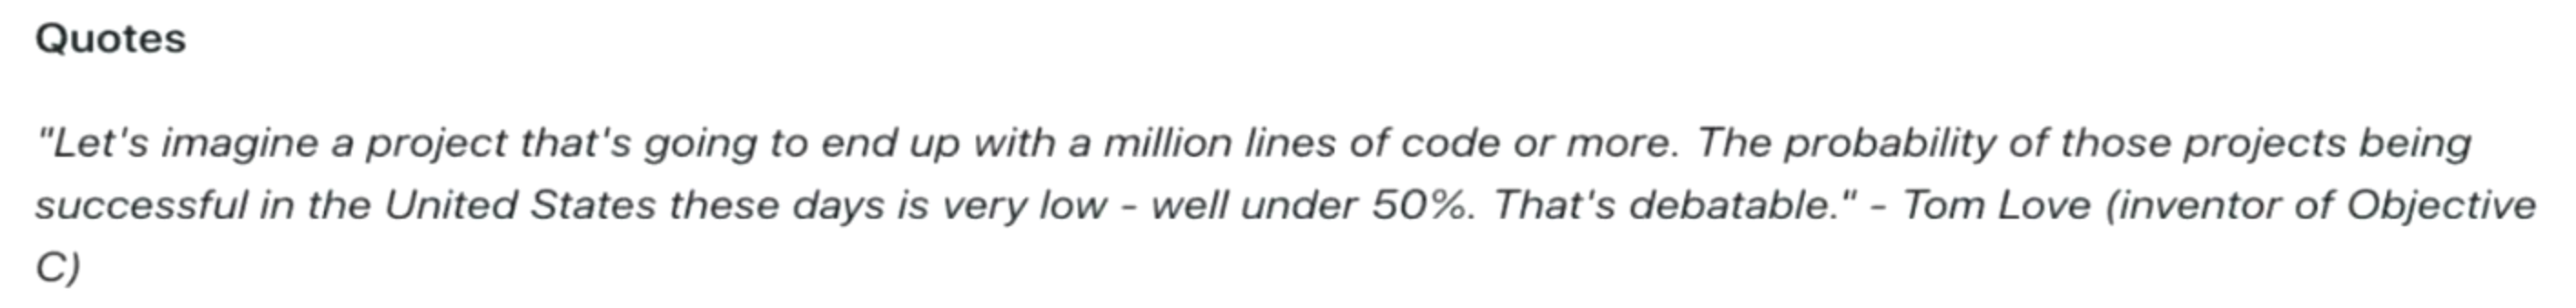 Quotes
"Let's imagine a project that's going to end up with a million lines of code or more. The probability of those projects being
successful in the United States these days is very low - well under 50%. That's debatable." - Tom Love (inventor of Objective
C)